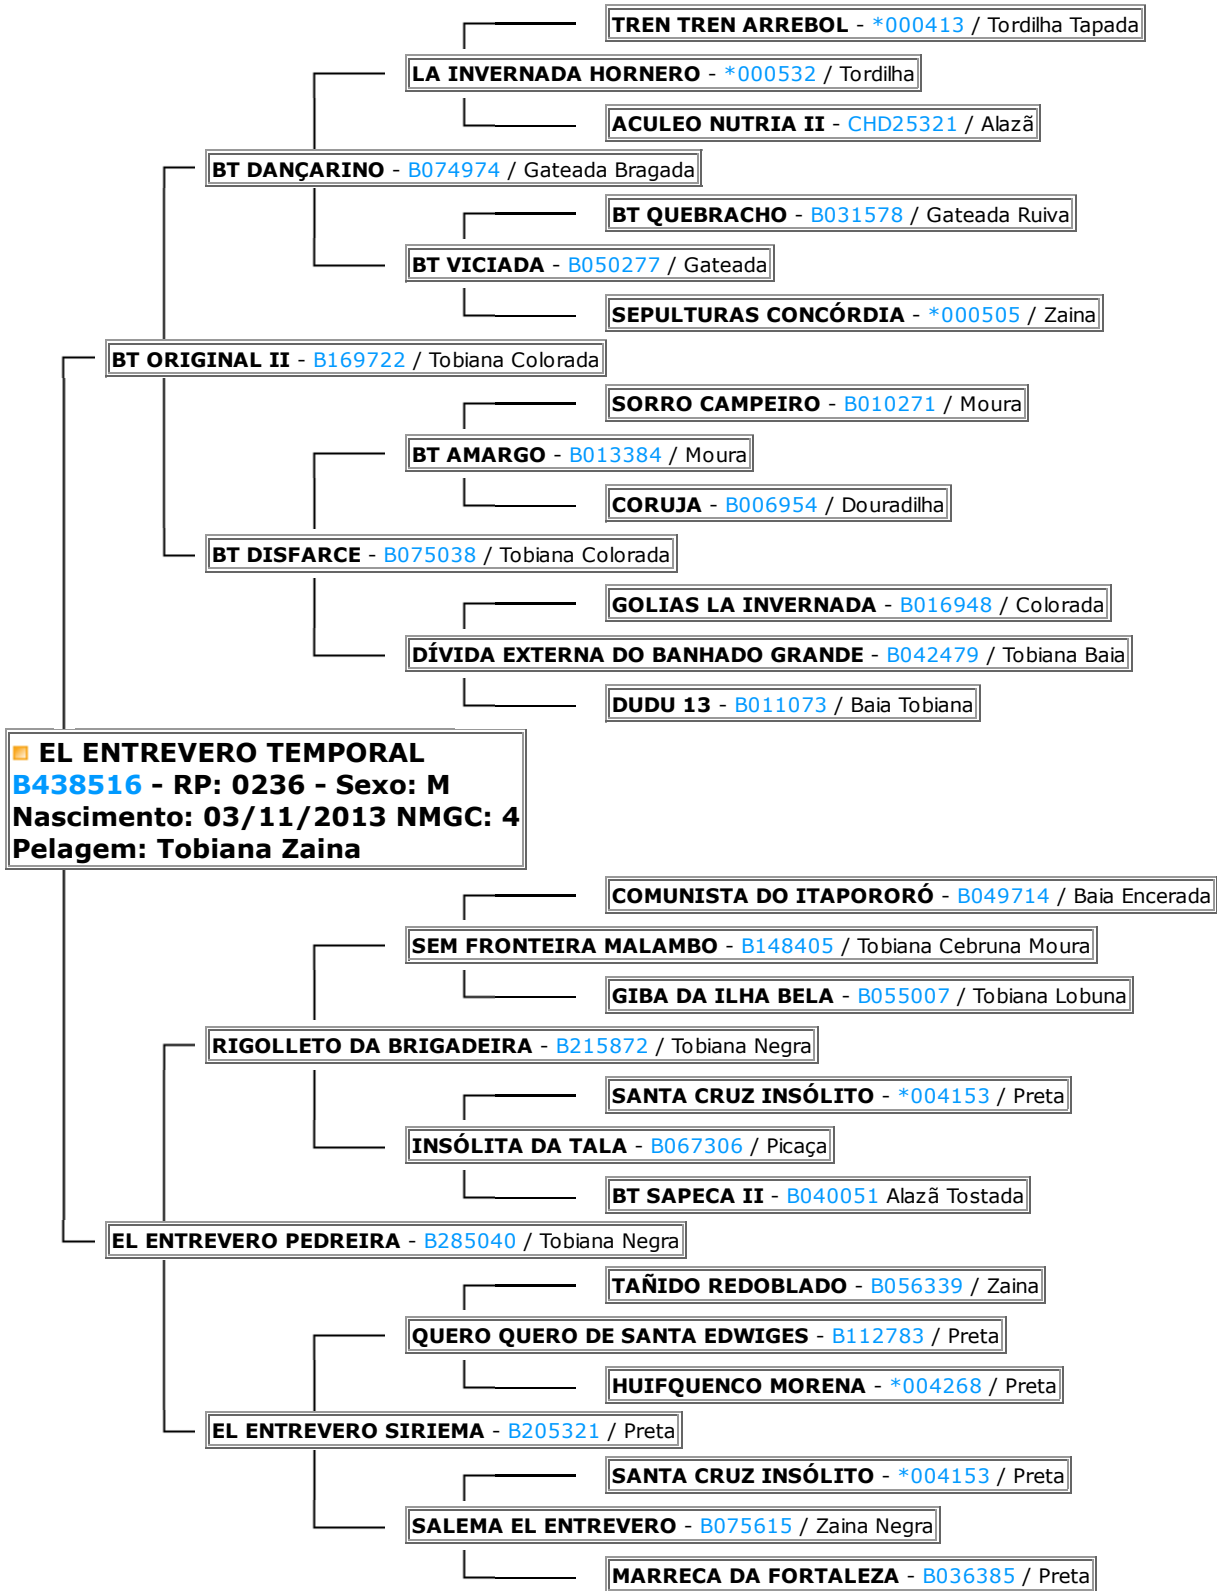 TREN TREN ARREBOL - *000413 / Tordilha Tapada
LA INVERNADA HORNERO - *000532 / Tordilha
ACULEO NUTRIA II - CHD25321 / Alazã
BT DANÇARINO - B074974 / Gateada Bragada
BT QUEBRACHO - B031578 / Gateada Ruiva
BT VICIADA - B050277 / Gateada
SEPULTURAS CONCÓRDIA - *000505 / Zaina
BT ORIGINAL II - B169722 / Tobiana Colorada
SORRO CAMPEIRO - B010271 / Moura
BT AMARGO - B013384 / Moura
CORUJA - B006954 / Douradilha
BT DISFARCE - B075038 / Tobiana Colorada
GOLIAS LA INVERNADA - B016948 / Colorada
DÍVIDA EXTERNA DO BANHADO GRANDE - B042479 / Tobiana Baia
DUDU 13 - B011073 / Baia Tobiana
EL ENTREVERO TEMPORAL
B438516 - RP: 0236 - Sexo: M
Nascimento: 03/11/2013 NMGC: 4
Pelagem: Tobiana Zaina
COMUNISTA DO ITAPORORÓ - B049714 / Baia Encerada
SEM FRONTEIRA MALAMBO - B148405 / Tobiana Cebruna Moura
GIBA DA ILHA BELA - B055007 / Tobiana Lobuna
RIGOLLETO DA BRIGADEIRA - B215872 / Tobiana Negra
SANTA CRUZ INSÓLITO - *004153 / Preta
INSÓLITA DA TALA - B067306 / Picaça
BT SAPECA II - B040051 Alazã Tostada
EL ENTREVERO PEDREIRA - B285040 / Tobiana Negra
TAÑIDO REDOBLADO - B056339 / Zaina
QUERO QUERO DE SANTA EDWIGES - B112783 / Preta
HUIFQUENCO MORENA - *004268 / Preta
EL ENTREVERO SIRIEMA - B205321 / Preta
SANTA CRUZ INSÓLITO - *004153 / Preta
SALEMA EL ENTREVERO - B075615 / Zaina Negra
MARRECA DA FORTALEZA - B036385 / Preta